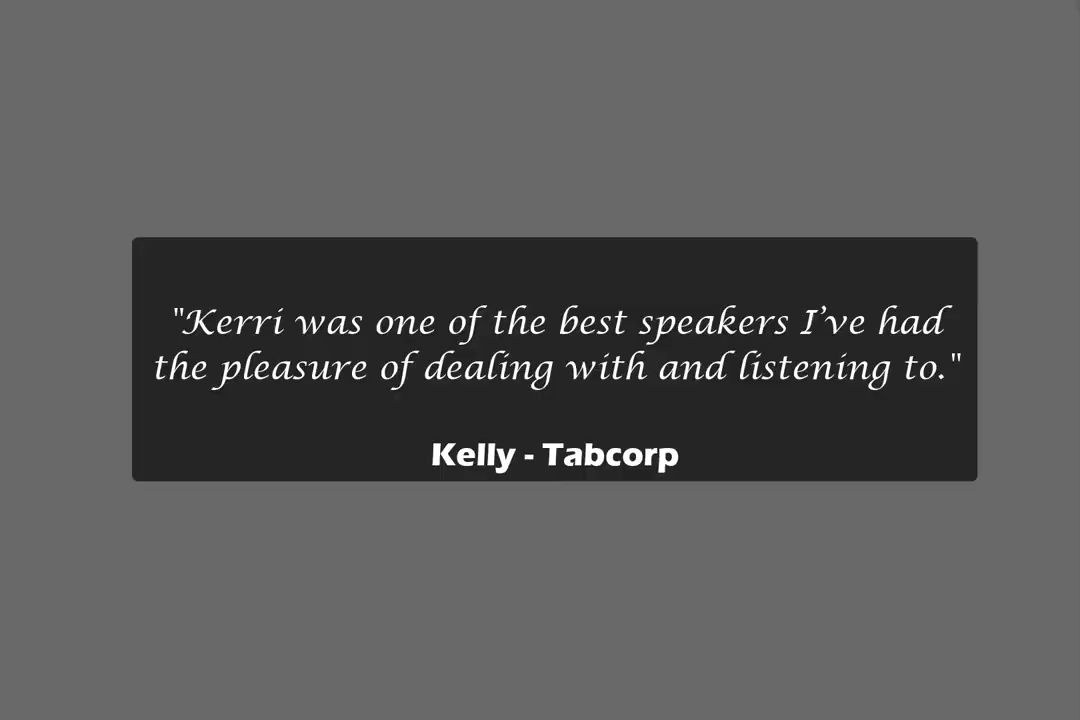 "Kerri was one of the best speakers I’ve had
the pleasure of dealing with and listening to."
Kelly - Tabcorp